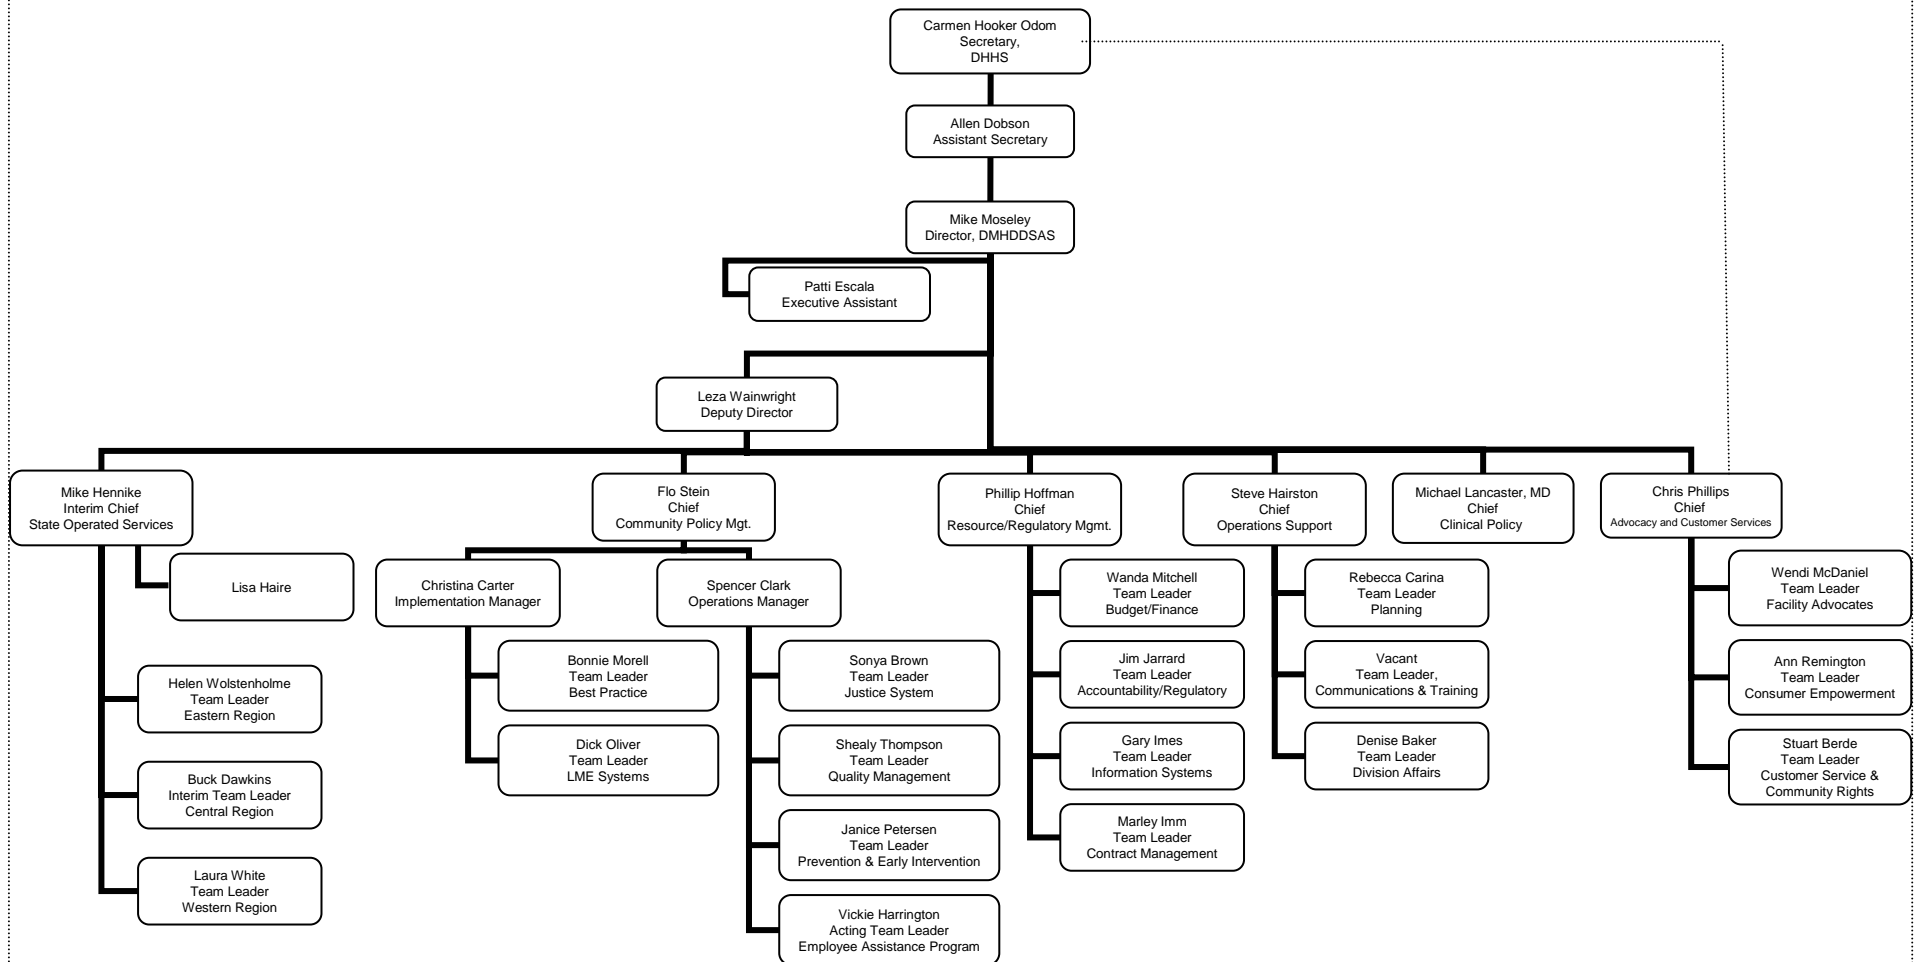 Carmen Hooker Odom
Secretary,
DHHS
Allen Dobson
Assistant Secretary
Mike Moseley
Director, DMHDDSAS
Patti Escala
Executive Assistant
Leza Wainwright
Deputy Director
Mike Hennike
Interim Chief
State Operated Services
Flo Stein
Chief
Community Policy Mgt.
Phillip Hoffman
Chief
Resource/Regulatory Mgmt.
Steve Hairston
Chief
Operations Support
Michael Lancaster, MD
Chief
Clinical Policy
Chris Phillips
Chief
Advocacy and Customer Services
Lisa Haire
Helen Wolstenholme
Team Leader
Eastern Region
Buck Dawkins
Interim Team Leader
Central Region
Laura White
Team Leader
Western Region
Christina Carter
Implementation Manager
Bonnie Morell
Team Leader
Best Practice
Dick Oliver
Team Leader
LME Systems
Spencer Clark
Operations Manager
Sonya Brown
Team Leader
Justice System
Shealy Thompson
Team Leader
Quality Management
Janice Petersen
Team Leader
Prevention & Early Intervention
Vickie Harrington
Acting Team Leader
Employee Assistance Program
Wanda Mitchell
Team Leader
Budget/Finance
Jim Jarrard
Team Leader
Accountability/Regulatory
Gary Imes
Team Leader
Information Systems
Marley Imm
Team Leader
Contract Management
Rebecca Carina
Team Leader
Planning
Vacant
Team Leader,
Communications & Training
Denise Baker
Team Leader
Division Affairs
Wendi McDaniel
Team Leader
Facility Advocates
Ann Remington
Team Leader
Consumer Empowerment
Stuart Berde
Team Leader
Customer Service &
Community Rights